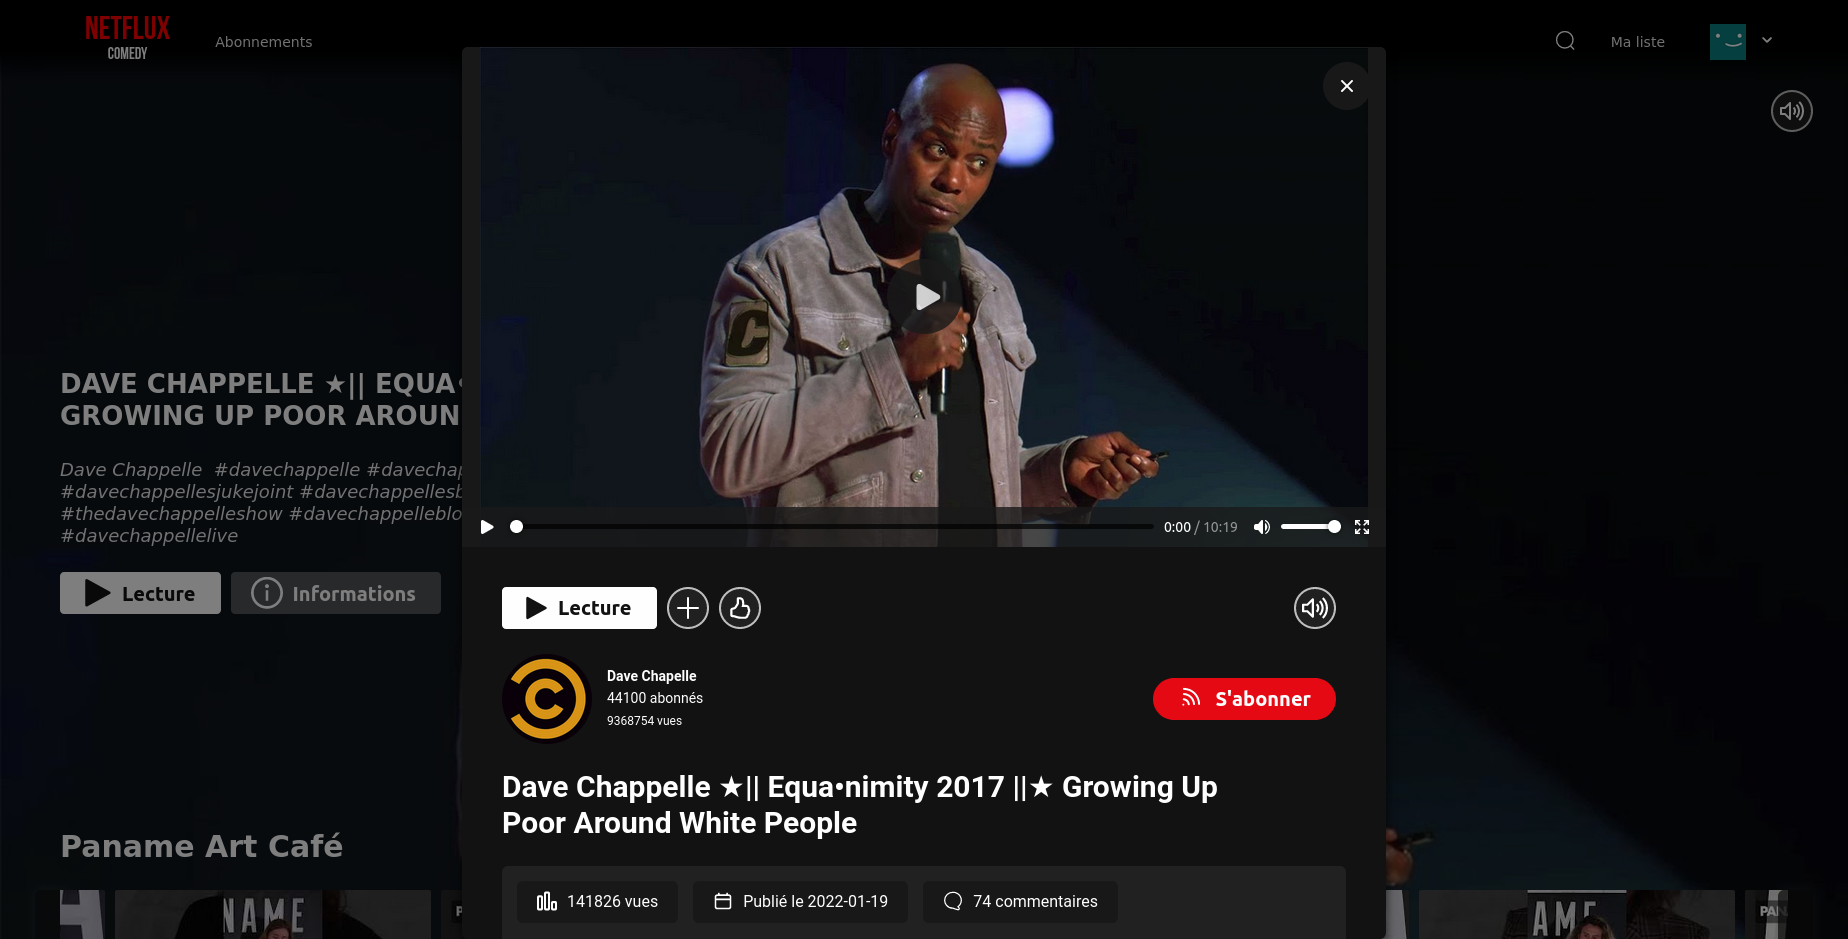 NETFLUX
COMEDY
Abonnements
Ma liste
DAVE CHAPPELLE ★|| EQUA•
GROWING UP POOR AROUN
Dave Chappelle #davechappelle #davechap
#davechappellesjukejoint #davechappellesb
#thedavechappelleshow #davechappelleblo
#davechappellelive
Lecture
Informations
C
0:00 / 10:19
Lecture
Dave Chapelle
44100 abonnés
9368754 vues
S'abonner
Dave Chappelle ★|| Equa•nimity 2017 ||★ Growing Up
Poor Around White People
141826 vues
Publié le 2022-01-19
74 commentaires
Paname Art Café
NAME
AME
PAN